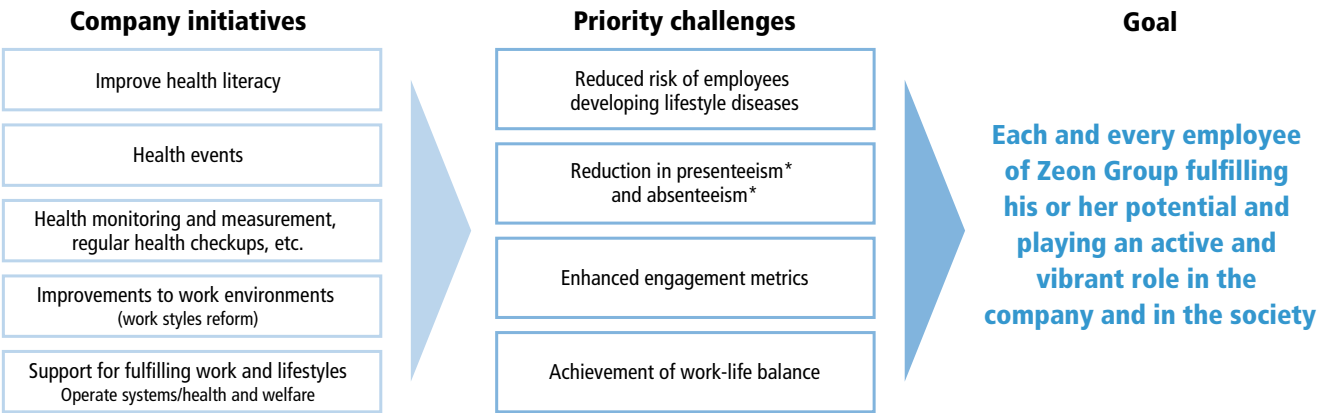 Company initiatives
Improve health literacy
Health events
Health monitoring and measurement,
regular health checkups, etc.
Improvements to work environments
(work styles reform)
Support for fulfilling work and lifestyles
Operate systems/health and welfare
Priority challenges
Reduced risk of employees
developing lifestyle diseases
Reduction in presenteeism*
and absenteeism*
Enhanced engagement metrics
Achievement of work-life balance
Goal
Each and every employee
of Zeon Group fulfilling
his or her potential and
playing an active and
vibrant role in the
company and in the society